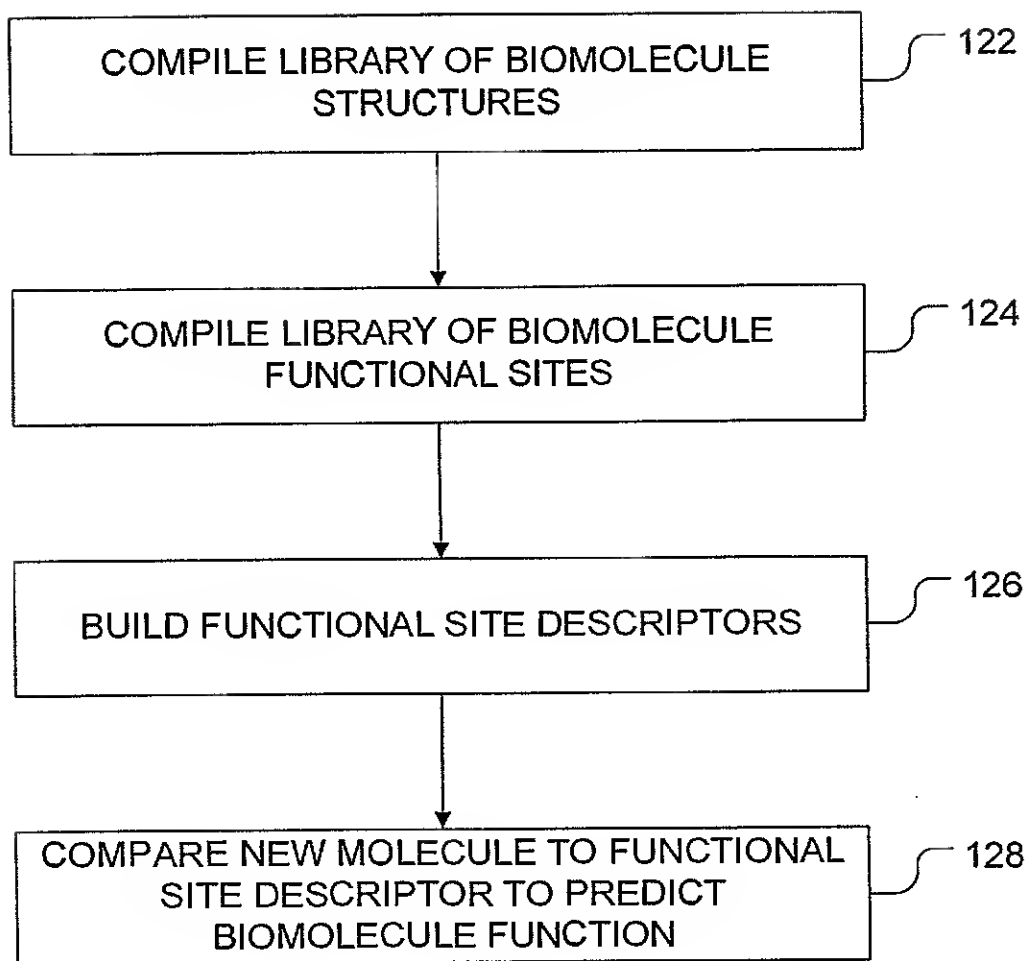 COMPILE LIBRARY OF BIOMOLECULE
STRUCTURES
122
COMPILE LIBRARY OF BIOMOLECULE
FUNCTIONAL SITES
124
BUILD FUNCTIONAL SITE DESCRIPTORS
126
COMPARE NEW MOLECULE TO FUNCTIONAL
SITE DESCRIPTOR TO PREDICT
BIOMOLECULE FUNCTION
128